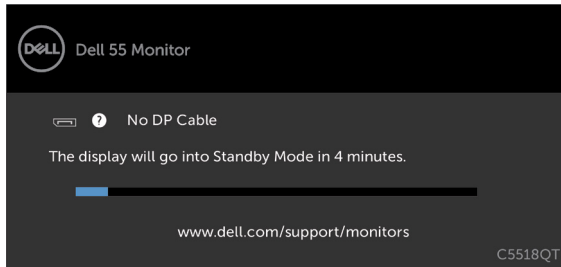 DELL
Dell 55 Monitor
? No DP Cable
The display will go into Standby Mode in 4 minutes.
www.dell.com/support/monitors
C5518QT